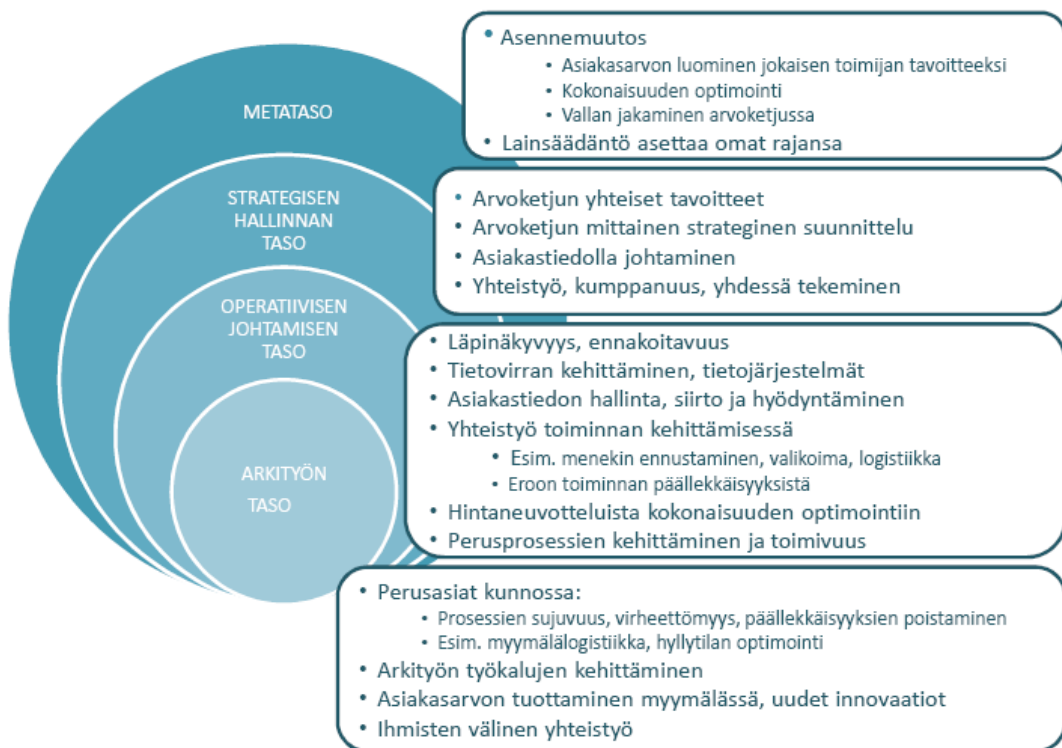 METATASO
• Asennemuutos
• Asiakasarvon luominen jokaisen toimijan tavoitteeksi
• Kokonaisuuden optimointi
• Vallan jakaminen arvoketjussa
• Lainsäädäntö asettaa omat rajansa
STRATEGISEN
HALLINNAN
TASO
• Arvoketjun yhteiset tavoitteet
• Arvoketjun mittainen strateginen suunnittelu
• Asiakastiedolla johtaminen
• Yhteistyö, kumppanuus, yhdessä tekeminen
OPERATIIVISEN
JOHTAMISEN
TASO
• Läpinäkyvyys, ennakoitavuus
• Tietovirran kehittäminen, tietojärjestelmät
• Asiakastiedon hallinta, siirto ja hyödyntäminen
• Yhteistyö toiminnan kehittämisessä
• Esim. menekin ennustaminen, valikoima, logistiikka
• Eroon toiminnan päällekkäisyyksistä
• Hintaneuvotteluista kokonaisuuden optimointiin
• Perusprosessien kehittäminen ja toimivuus
ARKITYÖN
TASO
• Perusasiat kunnossa:
• Prosessien sujuvuus, virheettömyys, päällekkäisyyksien poistaminen
• Esim. myymälälogistiikka, hyllytilan optimointi
• Arkityön työkalujen kehittäminen
• Asiakasarvon tuottaminen myymälässä, uudet innovaatiot
• Ihmisten välinen yhteistyö